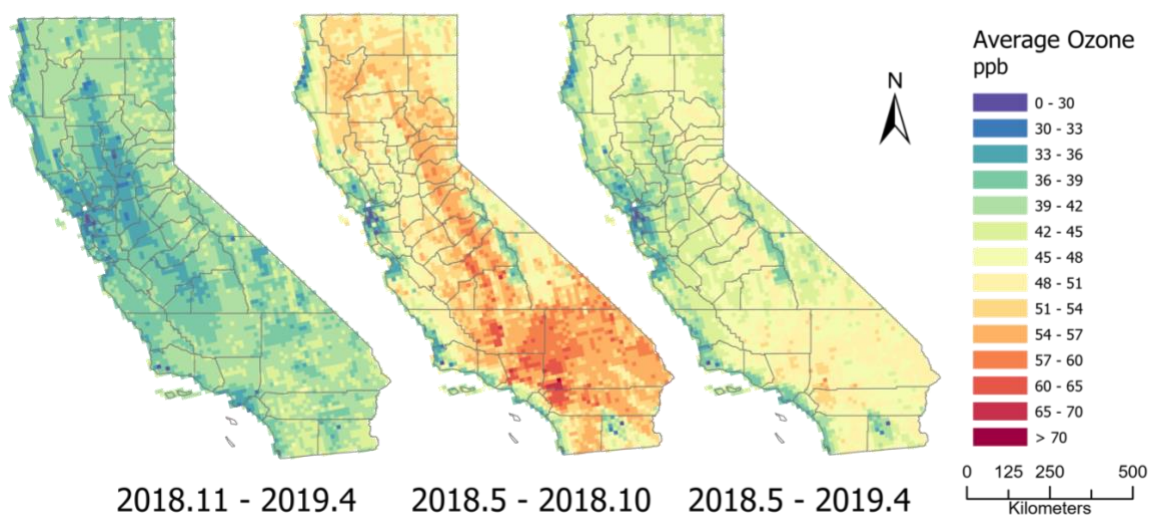 Average Ozone
ppb
N
0 - 30
30 - 33
33 - 36
36 - 39
39 - 42
42 - 45
45 - 48
48 - 51
51 - 54
54 - 57
57 - 60
60 - 65
65 - 70
> 70
0 125 250 500
Kilometers
2018.11 - 2019.4 2018.5 - 2018.10 2018.5 - 2019.4